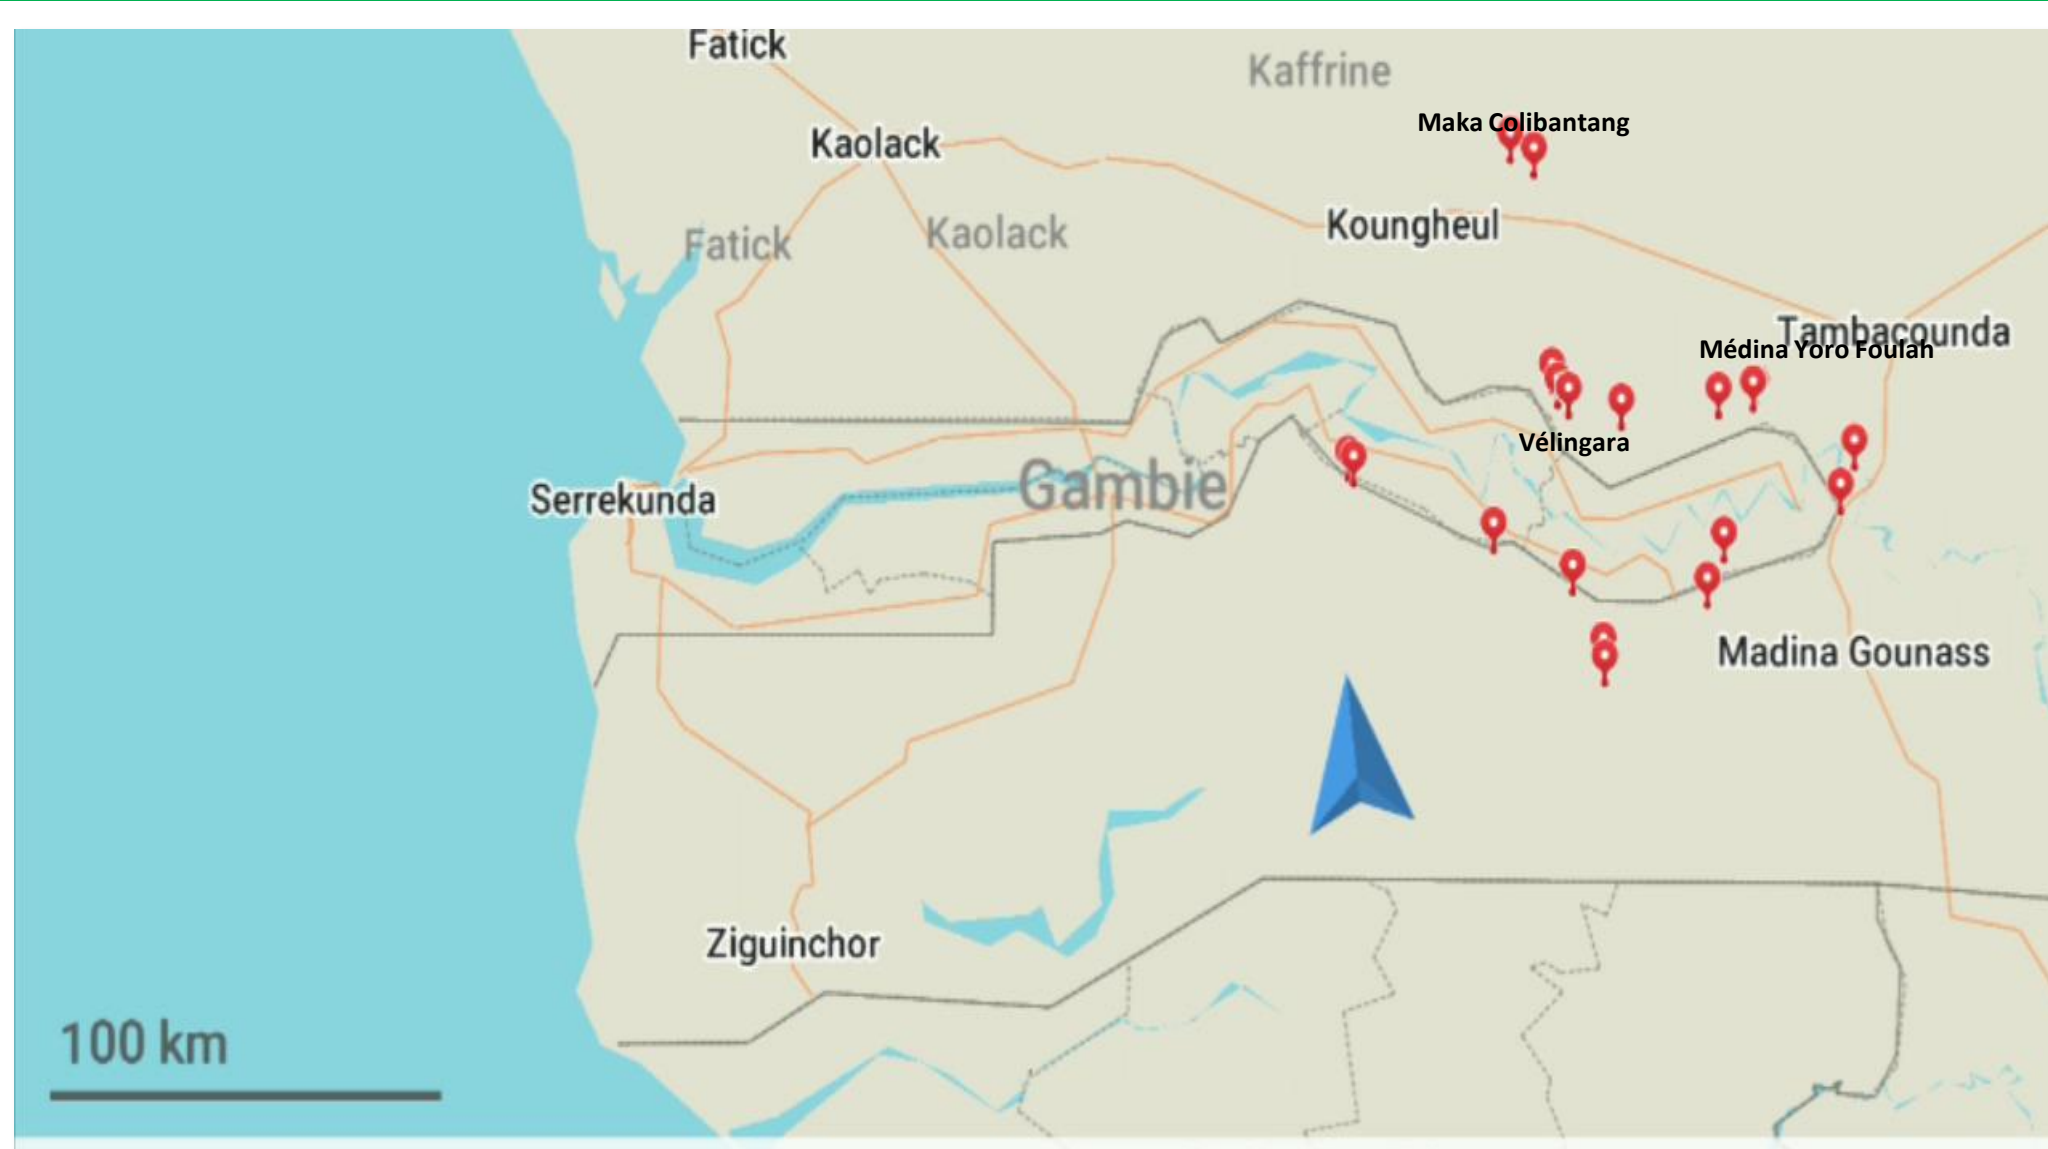 Fatick
Kaffrine
Maka Colibantang
Kaolack
Koungheul
Fatick
Kaolack
Tambacounda
Médina Yoro Foulah
Vélingara
Gambie
Serrekunda
Madina Gounass
Ziguinchor
100 km